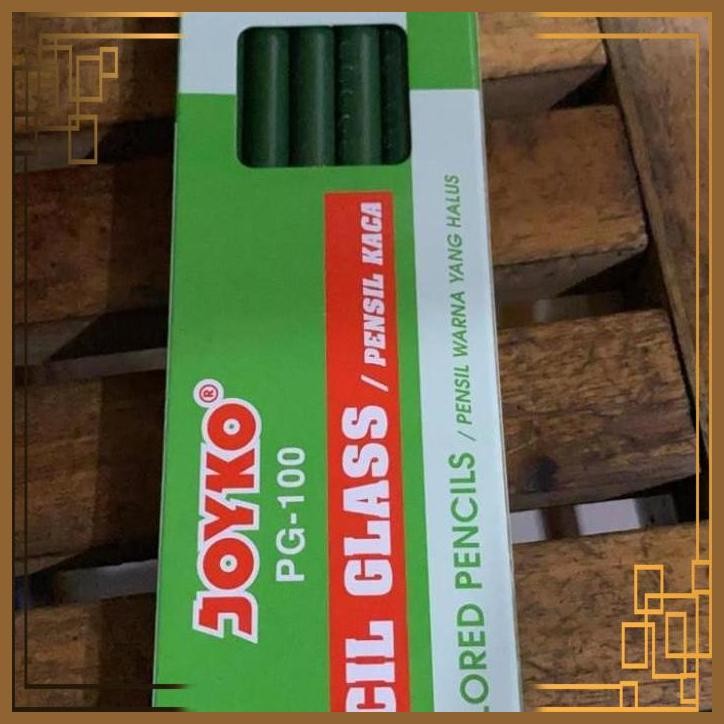 JOYKO®
PG-100
CIL GLASS / PENSIL KACA
LORED PENCILS / PENSIL WARNA YANG HALUS